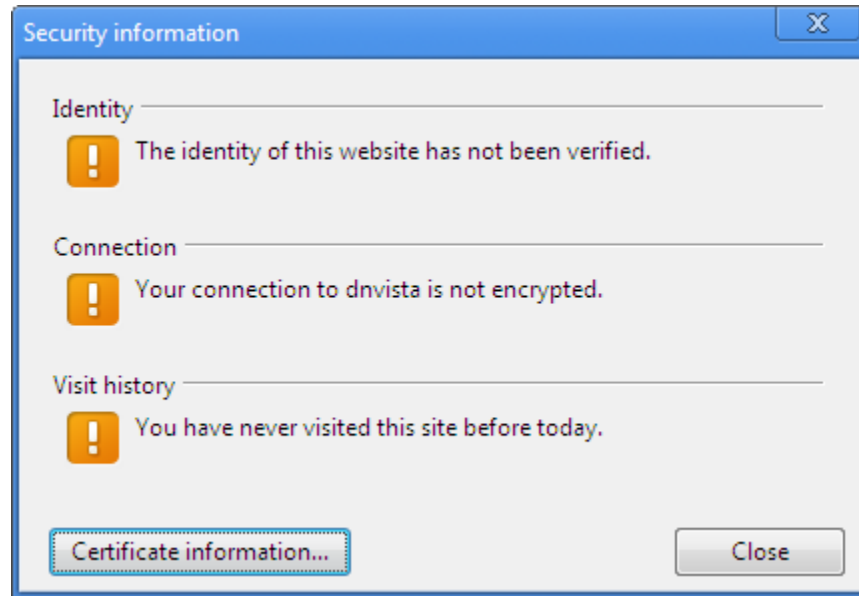 Security information
Identity
The identity of this website has not been verified.
Connection
Your connection to dnvista is not encrypted.
Visit history
You have never visited this site before today.
Certificate information...
Close